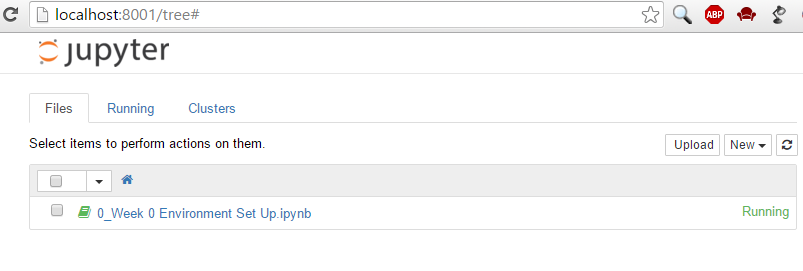 localhost:8001/tree#
ABP
jupyter
Files Running Clusters
Select items to perform actions on them.
Upload New
0_Week 0 Environment Set Up.ipynb Running